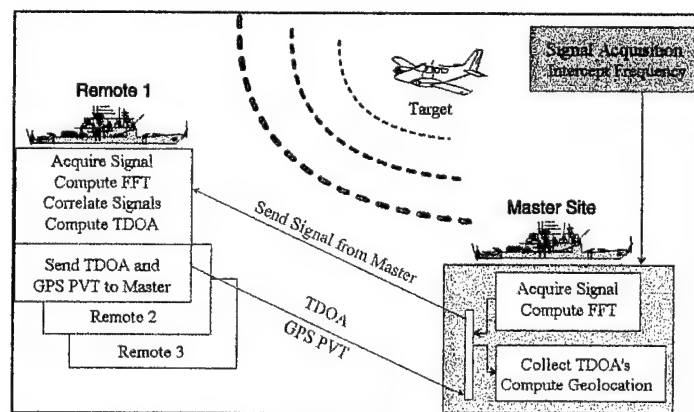 Signal Acquisition
Intercept Frequency
Target
Remote 1
Acquire Signal
Compute FFT
Correlate Signals
Compute TDOA
Send TDOA and
GPS PVT to Master
Remote 2
Remote 3
Send Signal from Master
TDOA
GPS PVT
Master Site
Acquire Signal
Compute FFT
Collect TDOA's
Compute Geolocation